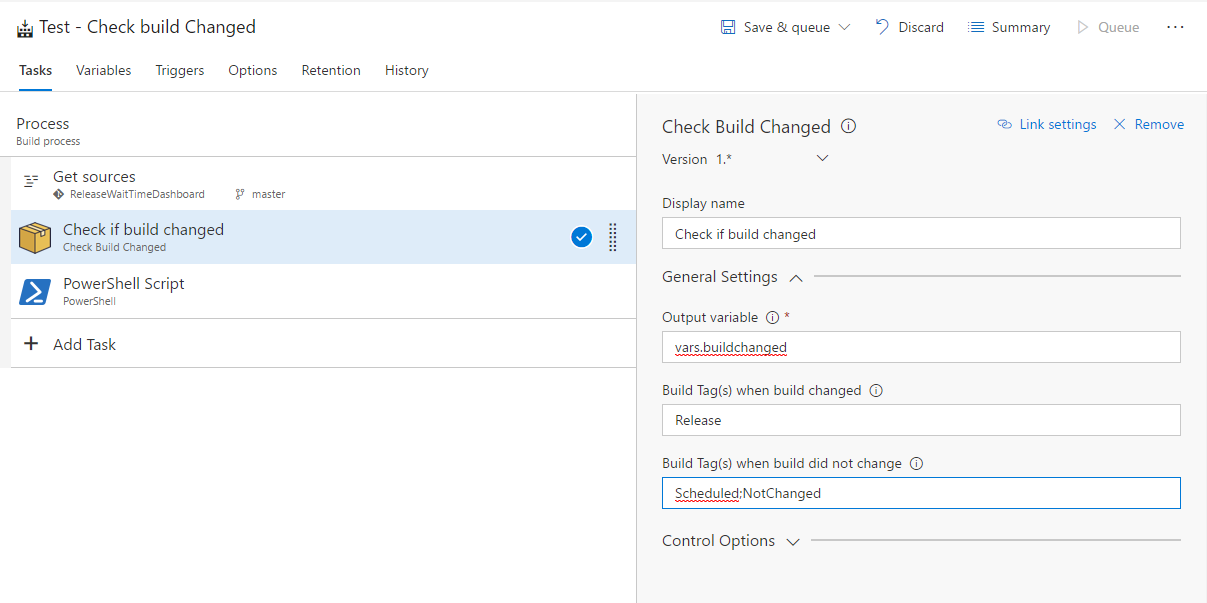 Test - Check build Changed
Save & queue
Discard
Summary
Queue
Tasks
Variables
Triggers
Options
Retention
History
Process
Build process
Get sources
ReleaseWaitTimeDashboard
master
Check if build changed
Check Build Changed
PowerShell Script
PowerShell
Add Task
Check Build Changed
Link settings
Remove
Version 1.*
Display name
Check if build changed
General Settings
Output variable *
vars.buildchanged
Build Tag(s) when build changed
Release
Build Tag(s) when build did not change
Scheduled;NotChanged
Control Options